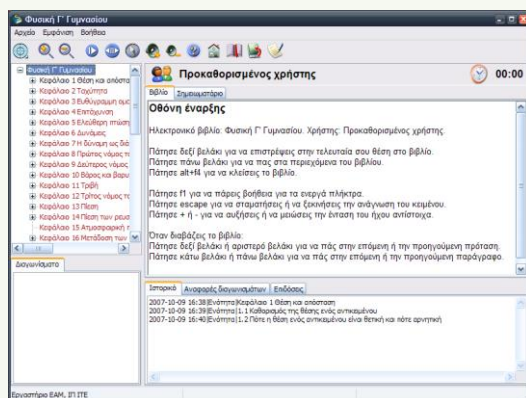 Φυσική Γ' Γυμνασίου
Αρχείο Εμφάνιση Βοήθεια
Φυσική Γ' Γυμνασίου
Κεφάλαιο 1 Θέση και απόστα
Κεφάλαιο 2 Ταχύτητα
Κεφάλαιο 3 Ευθύγραμμη ομα
Κεφάλαιο 4 Επιτάχυνση
Κεφάλαιο 5 Ελεύθερη πτώση
Κεφάλαιο 6 Δυνάμεις
Κεφάλαιο 7 Η δύναμη ως διά
Κεφάλαιο 8 Πρώτος νόμος το
Κεφάλαιο 9 Δεύτερος νόμος
Κεφάλαιο 10 Βάρος και βαρυ
Κεφάλαιο 11 Τριβή
Κεφάλαιο 12 Τρίτος νόμος το
Κεφάλαιο 13 Πίεση
Κεφάλαιο 14 Πίεση των ρευσ
Κεφάλαιο 15 Ατμοσφαιρική π
Κεφάλαιο 16 Μετάδοση των
Διαγωνίσματα
Προκαθορισμένος χρήστης
00:00
Βιβλίο Σημειωματάριο
Οθόνη έναρξης
Ηλεκτρονικό βιβλίο: Φυσική Γ' Γυμνασίου. Χρήστης: Προκαθορισμένος χρήστης.
Πάτησε δεξί βελάκι για να επιστρέψεις στην τελευταία σου θέση στο βιβλίο.
Πάτησε πάνω βελάκι για να πας στα περιεχόμενα του βιβλίου.
Πάτησε alt+f4 για να κλείσεις το βιβλίο.
Πάτησε f1 για να πάρεις βοήθεια για τα ενεργά πλήκτρα.
Πάτησε escape για να σταματήσεις ή να ξεκινήσεις την ανάγνωση του κειμένου.
Πάτησε + ή - για να αυξήσεις ή να μειώσεις την ένταση του ήχου αντίστοιχα.
Όταν διαβάζεις το βιβλίο:
Πάτησε δεξί βελάκι ή αριστερό βελάκι για να πάς στην επόμενη ή την προηγούμενη πρόταση.
Πάτησε κάτω βελάκι ή πάνω βελάκι για να πάς στην επόμενη ή την προηγούμενη παράγραφο.
Ιστορικό Αναφορές διαγωνισμάτων Επιδόσεις
2007-10-09 16:38|Ενότητα|Κεφάλαιο 1 Θέση και απόσταση
2007-10-09 16:39|Ενότητα|1.1 Καθορισμός της θέσης ενός αντικειμένου
2007-10-09 16:40|Ενότητα|1.2 Πότε η θέση ενός αντικειμένου είναι θετική και πότε αρνητική
Εργαστήριο ΕΑΜ, ΙΠ ΙΤΕ